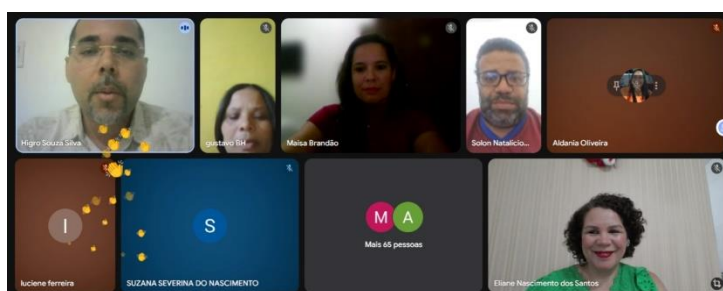 Higro Souza Silva
gustavo BH
Maisa Brandão
Solon Natalício...
Aldania Oliveira
I
luciene ferreira
S
SUZANA SEVERINA DO NASCIMENTO
M A
Mais 65 pessoas
Eliane Nascimento dos Santos